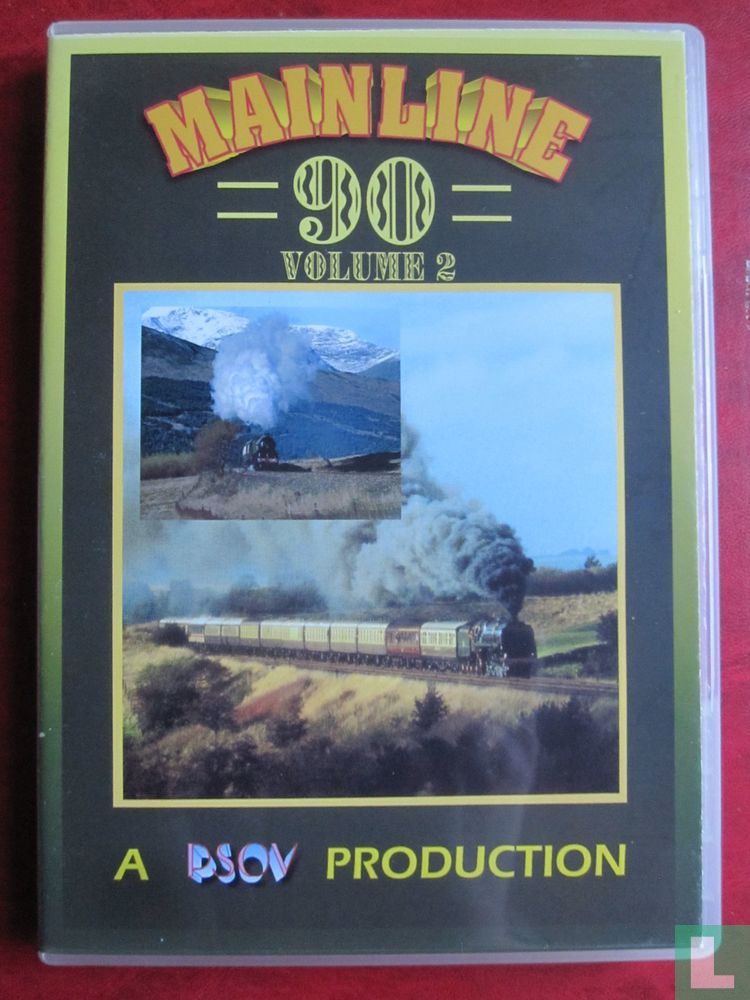 MAINLINE
90
VOLUME 2
A PSOV PRODUCTION
L